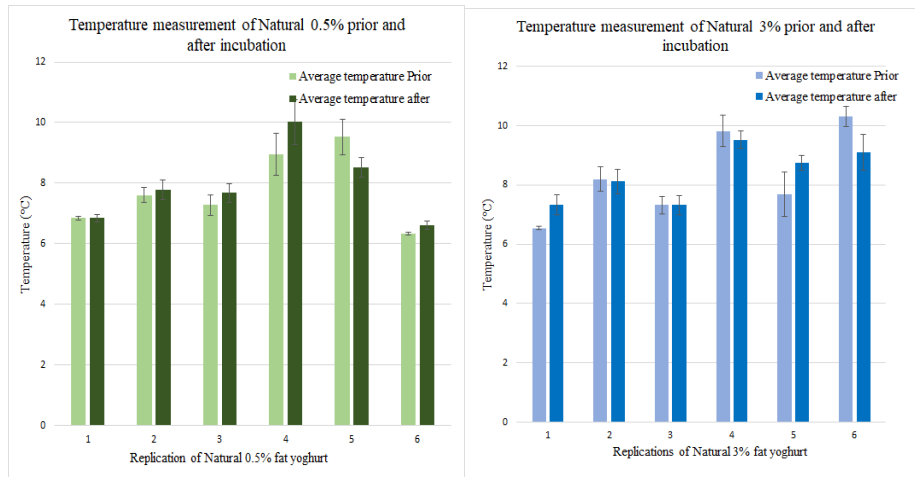 Temperature measurement of Natural 0.5% prior and
after incubation
12
10
8
6
4
2
0
Temperature (°C)
Average temperature Prior
Average temperature after
1 2 3 4 5 6
Replication of Natural 0.5% fat yoghurt
Temperature measurement of Natural 3% prior and after
incubation
12
10
8
6
4
2
0
Temperature (°C)
Average temperature Prior
Average temperature after
1 2 3 4 5 6
Replications of Natural 3% fat yoghurt